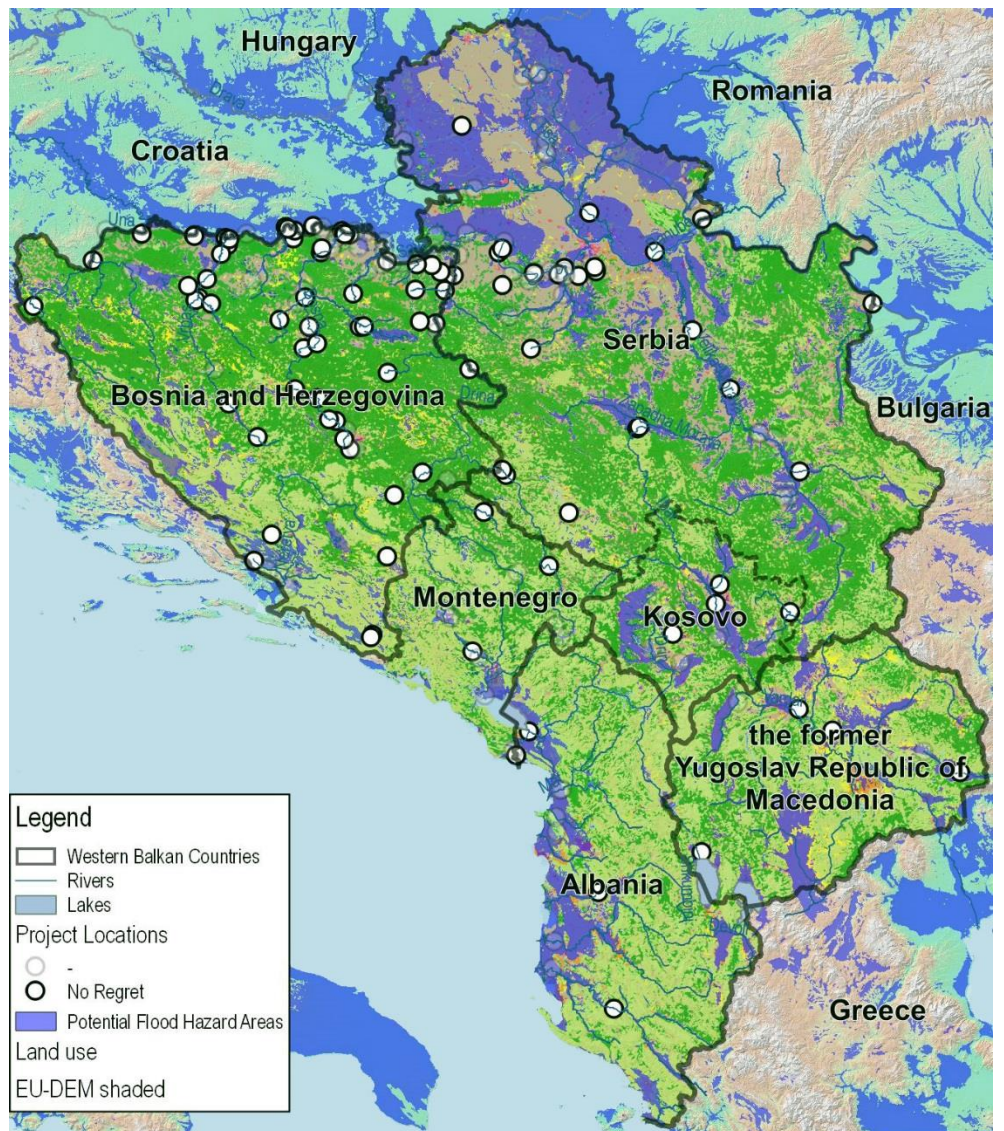 Hungary
Romania
Croatia
Drava
Una
Serbia
Bosnia and Herzegovina
Drina
Bulgaria
Montenegro
Kosovo
the former
Yugoslav Republic of
Macedonia
Albania
Devoll
Greece
Legend
Western Balkan Countries
Rivers
Lakes
Project Locations
-
No Regret
Potential Flood Hazard Areas
Land use
EU-DEM shaded